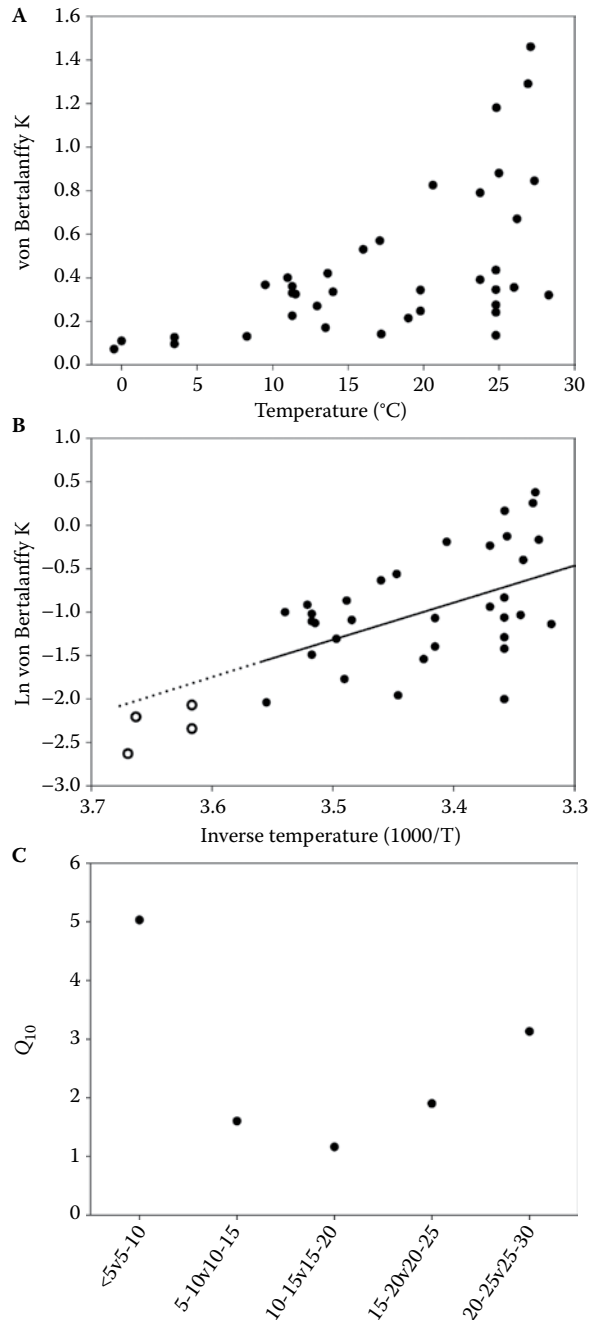 A
1.6
1.4
1.2
1.0
0.8
0.6
0.4
0.2
0.0
von Bertalanffy K
0 5 10 15 20 25 30
Temperature (°C)
B
1.0
0.5
0.0
−0.5
−1.0
−1.5
−2.0
−2.5
−3.0
Ln von Bertalanffy K
3.7 3.6 3.5 3.4 3.3
Inverse temperature (1000/T)
C
6
5
4
3
2
1
0
Q10
<5v5-10
5-10v10-15
10-15v15-20
15-20v20-25
20-25v25-30